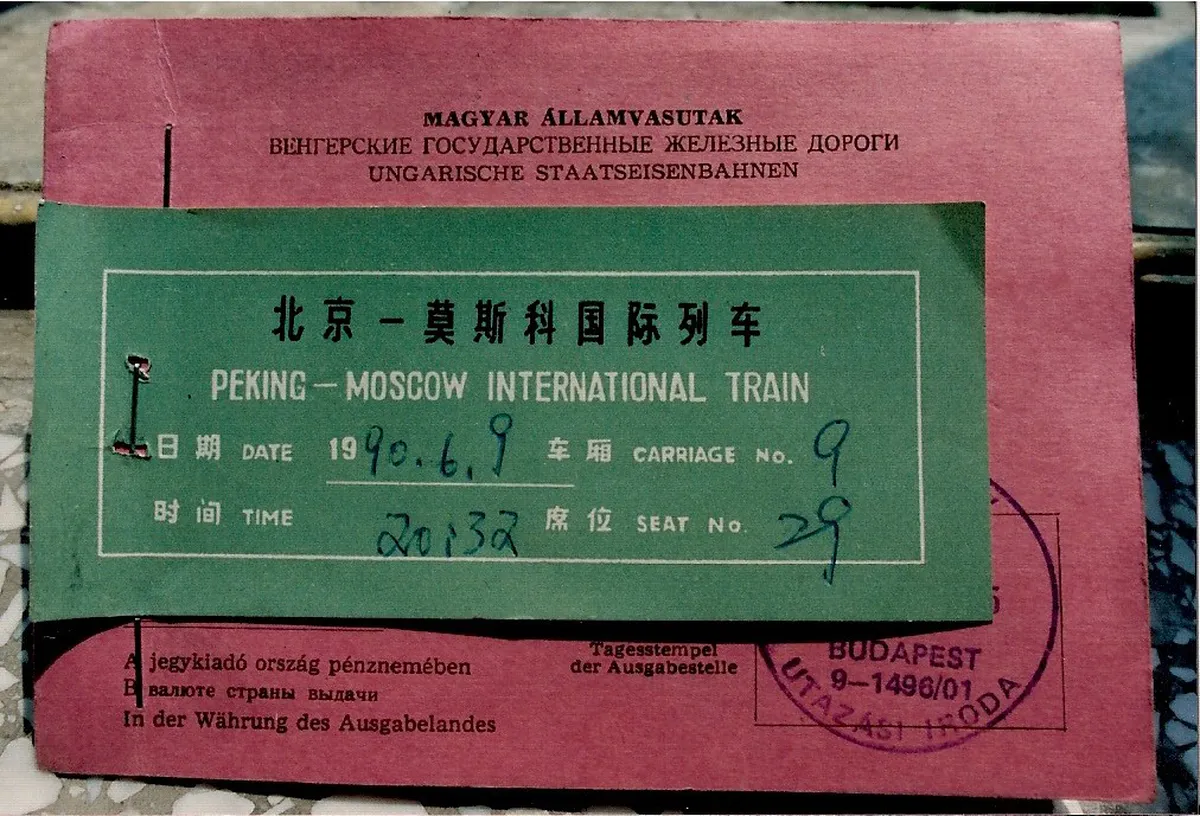 MAGYAR ÁLLAMVASUTAK
ВЕНГЕРСКИЕ ГОСУДАРСТВЕННЫЕ ЖЕЛЕЗНЫЕ ДОРОГИ
UNGARISCHE STAATSEISENBAHNEN
北京－莫斯科国际列车
PEKING—MOSCOW INTERNATIONAL TRAIN
日期 DATE 1990.6.9 车厢 CARRIAGE No. 9
时间 TIME 20:32 席位 SEAT No. 29
A jegykiadó ország pénznemében
В валюте страны выдачи
In der Währung des Ausgabelandes
Tagesstempel
der Ausgabestelle
BUDAPEST
9—1496/01
UTAZÁSI IRODA